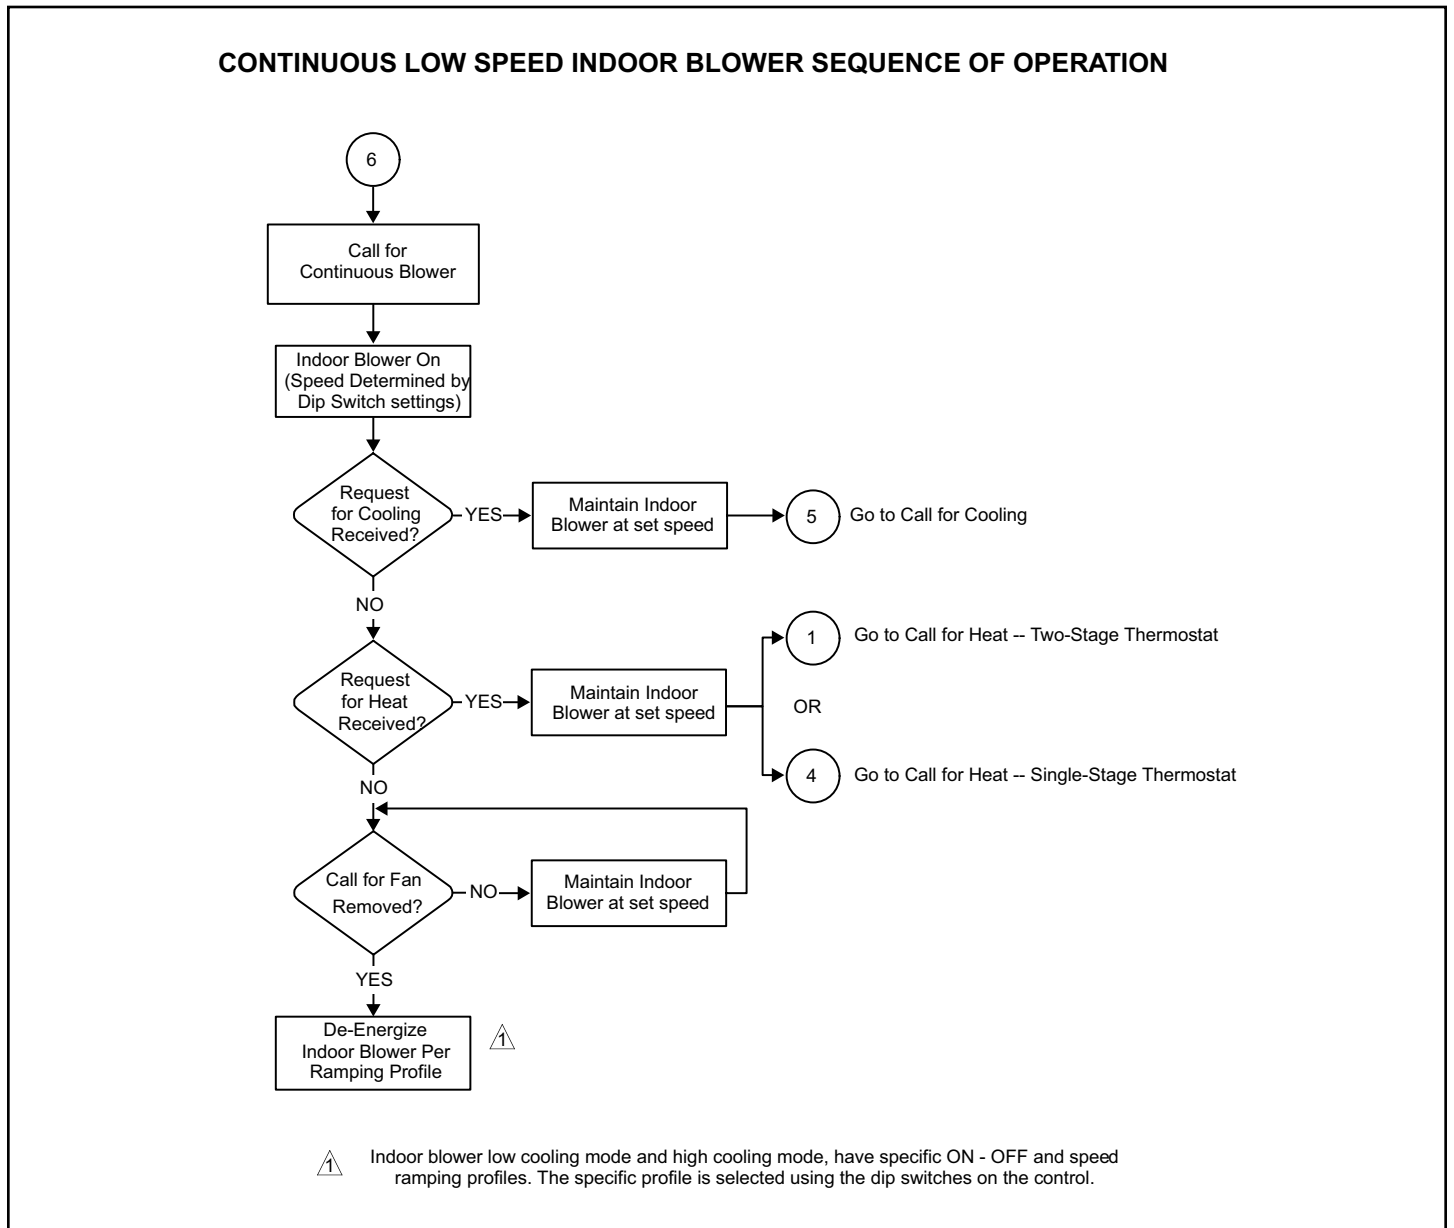 CONTINUOUS LOW SPEED INDOOR BLOWER SEQUENCE OF OPERATION
6
Call for
Continuous Blower
Indoor Blower On
(Speed Determined by
Dip Switch settings)
Request
for Cooling
Received?
YES
Maintain Indoor
Blower at set speed
5
Go to Call for Cooling
NO
Request
for Heat
Received?
YES
Maintain Indoor
Blower at set speed
1
Go to Call for Heat -- Two-Stage Thermostat
OR
4
Go to Call for Heat -- Single-Stage Thermostat
NO
Call for Fan
Removed?
NO
Maintain Indoor
Blower at set speed
YES
De-Energize
Indoor Blower Per
Ramping Profile
1
1
Indoor blower low cooling mode and high cooling mode, have specific ON - OFF and speed
ramping profiles. The specific profile is selected using the dip switches on the control.